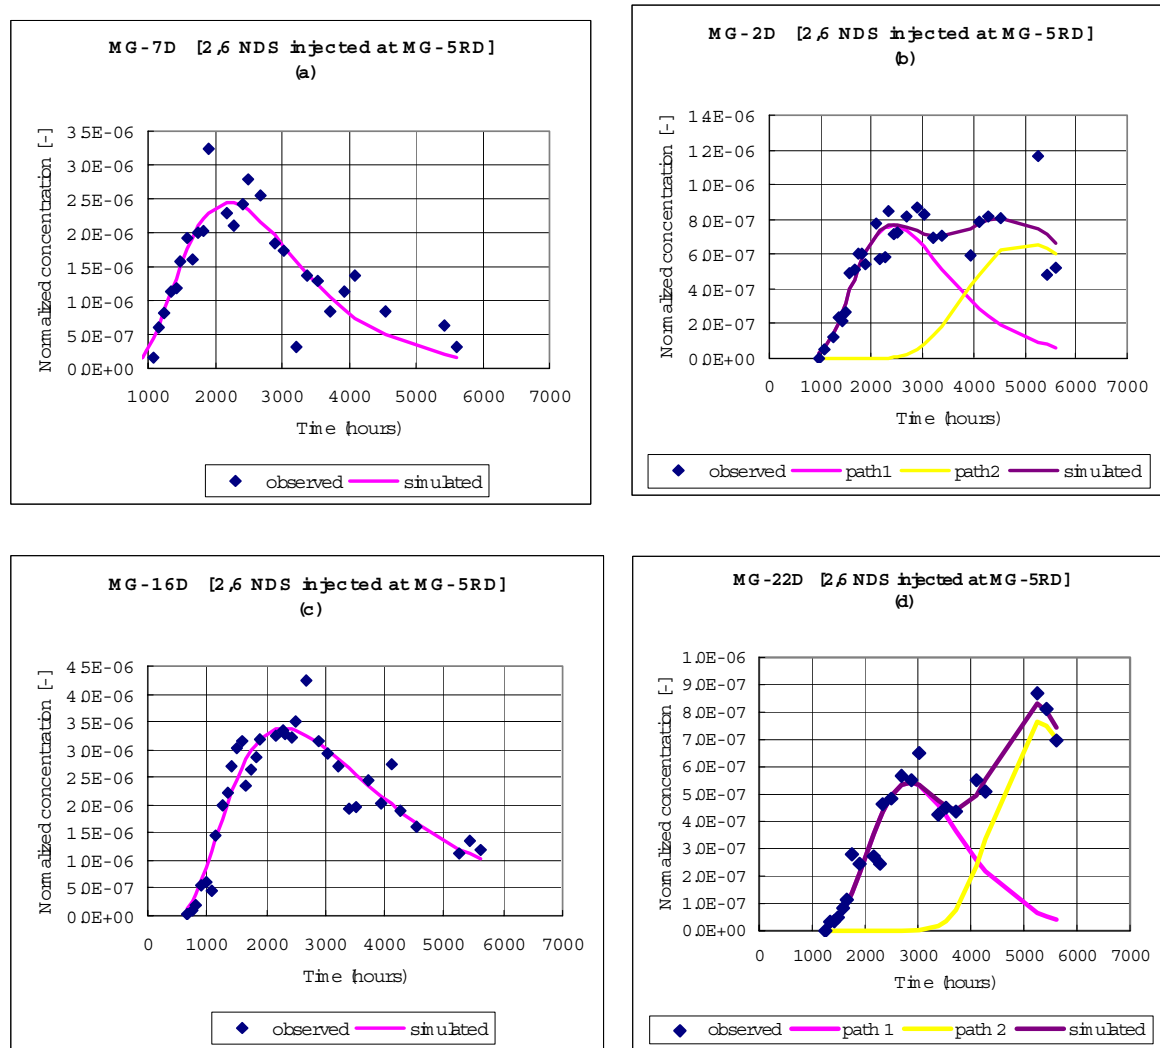 MG-7D [2,6 NDS injected at MG-5RD]
(a)
Normalized concentration [-]
3.5E-06
3.0E-06
2.5E-06
2.0E-06
1.5E-06
1.0E-06
5.0E-07
0.0E+00
1000 2000 3000 4000 5000 6000 7000
Time (hours)
observed simulated
MG-2D [2,6 NDS injected at MG-5RD]
(b)
Normalized concentration [-]
1.4E-06
1.2E-06
1.0E-06
8.0E-07
6.0E-07
4.0E-07
2.0E-07
0.0E+00
0 1000 2000 3000 4000 5000 6000 7000
Time (hours)
observed path1 path2 simulated
MG-16D [2,6 NDS injected at MG-5RD]
(c)
Normalized concentration [-]
4.5E-06
4.0E-06
3.5E-06
3.0E-06
2.5E-06
2.0E-06
1.5E-06
1.0E-06
5.0E-07
0.0E+00
0 1000 2000 3000 4000 5000 6000 7000
Time (hours)
observed simulated
MG-22D [2,6 NDS injected at MG-5RD]
(d)
Normalized concentration [-]
1.0E-06
9.0E-07
8.0E-07
7.0E-07
6.0E-07
5.0E-07
4.0E-07
3.0E-07
2.0E-07
1.0E-07
0.0E+00
0 1000 2000 3000 4000 5000 6000 7000
Time (hours)
observed path 1 path 2 simulated